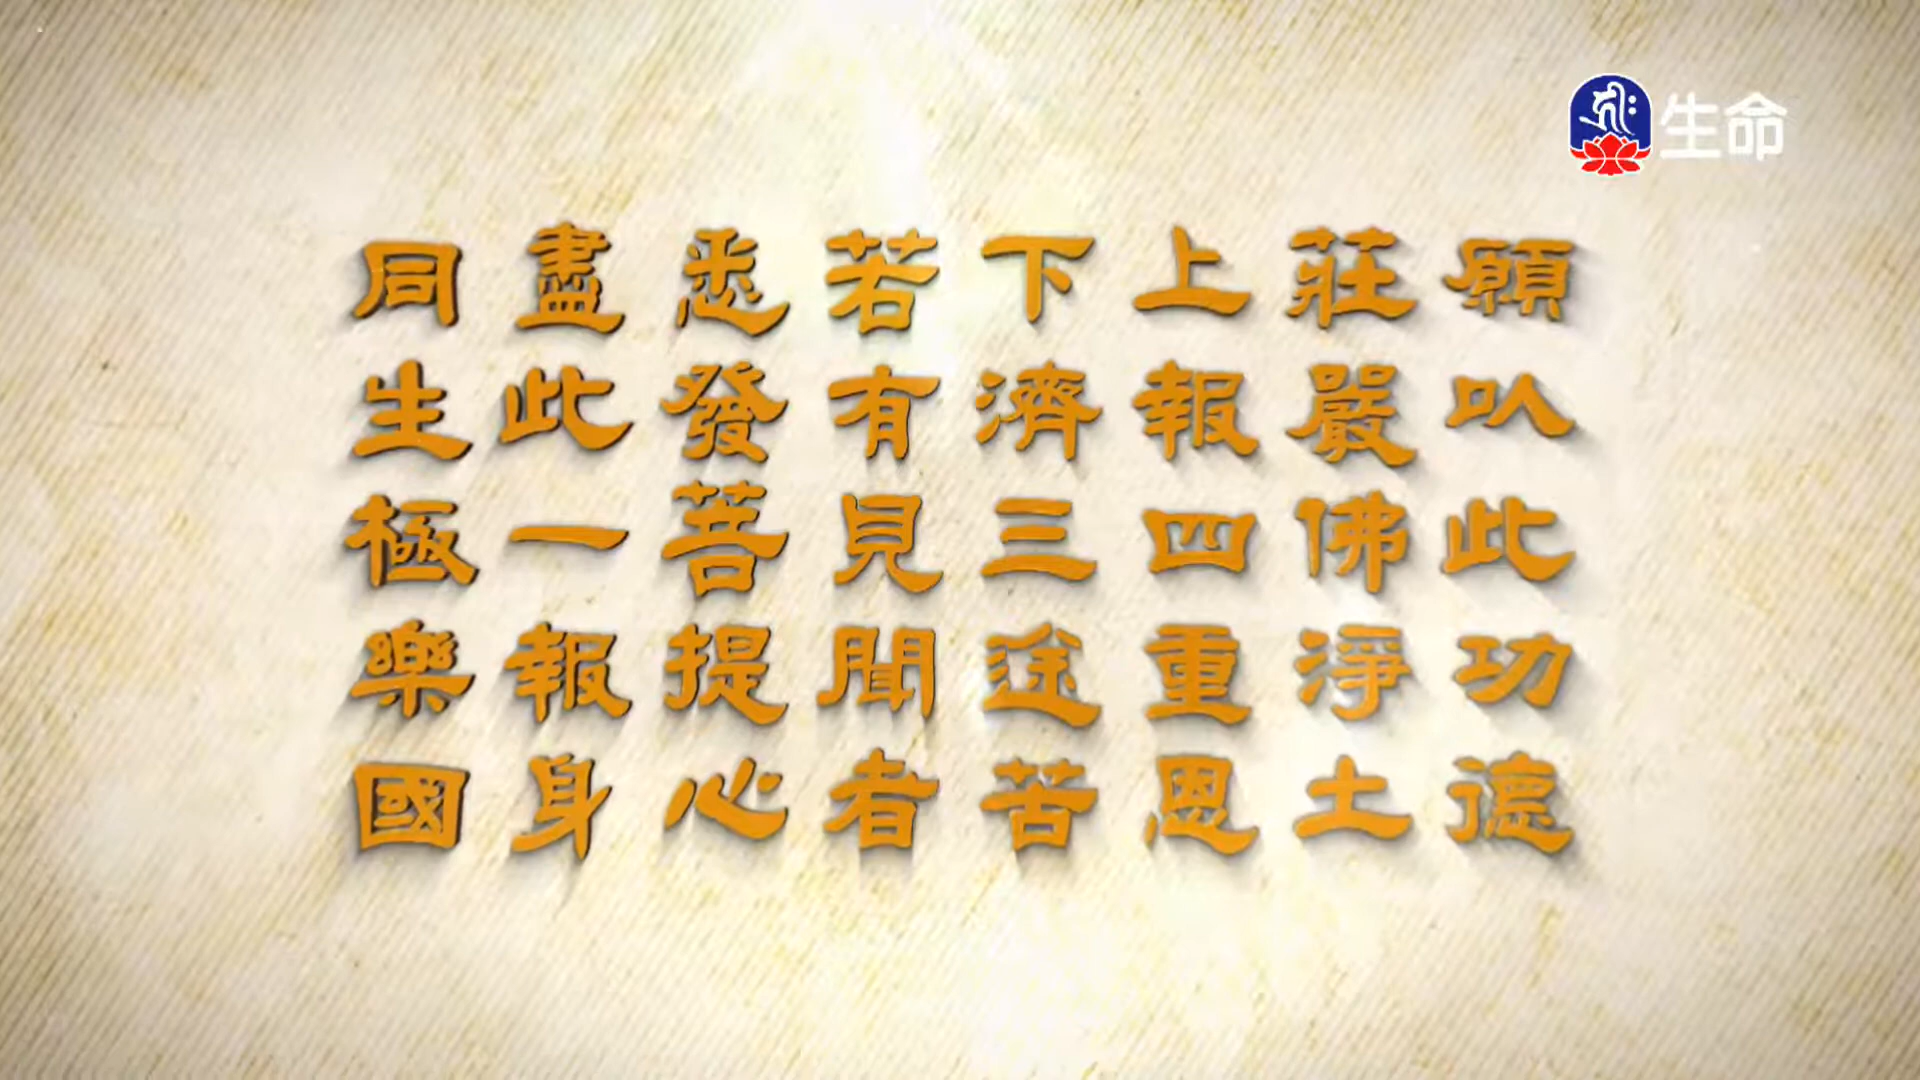 願以此功德
莊嚴佛淨土
上報四重恩
下濟三途苦
若有見聞者
悉發菩提心
盡此一報身
同生極樂國
生命